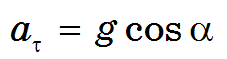 a_τ = g cos α